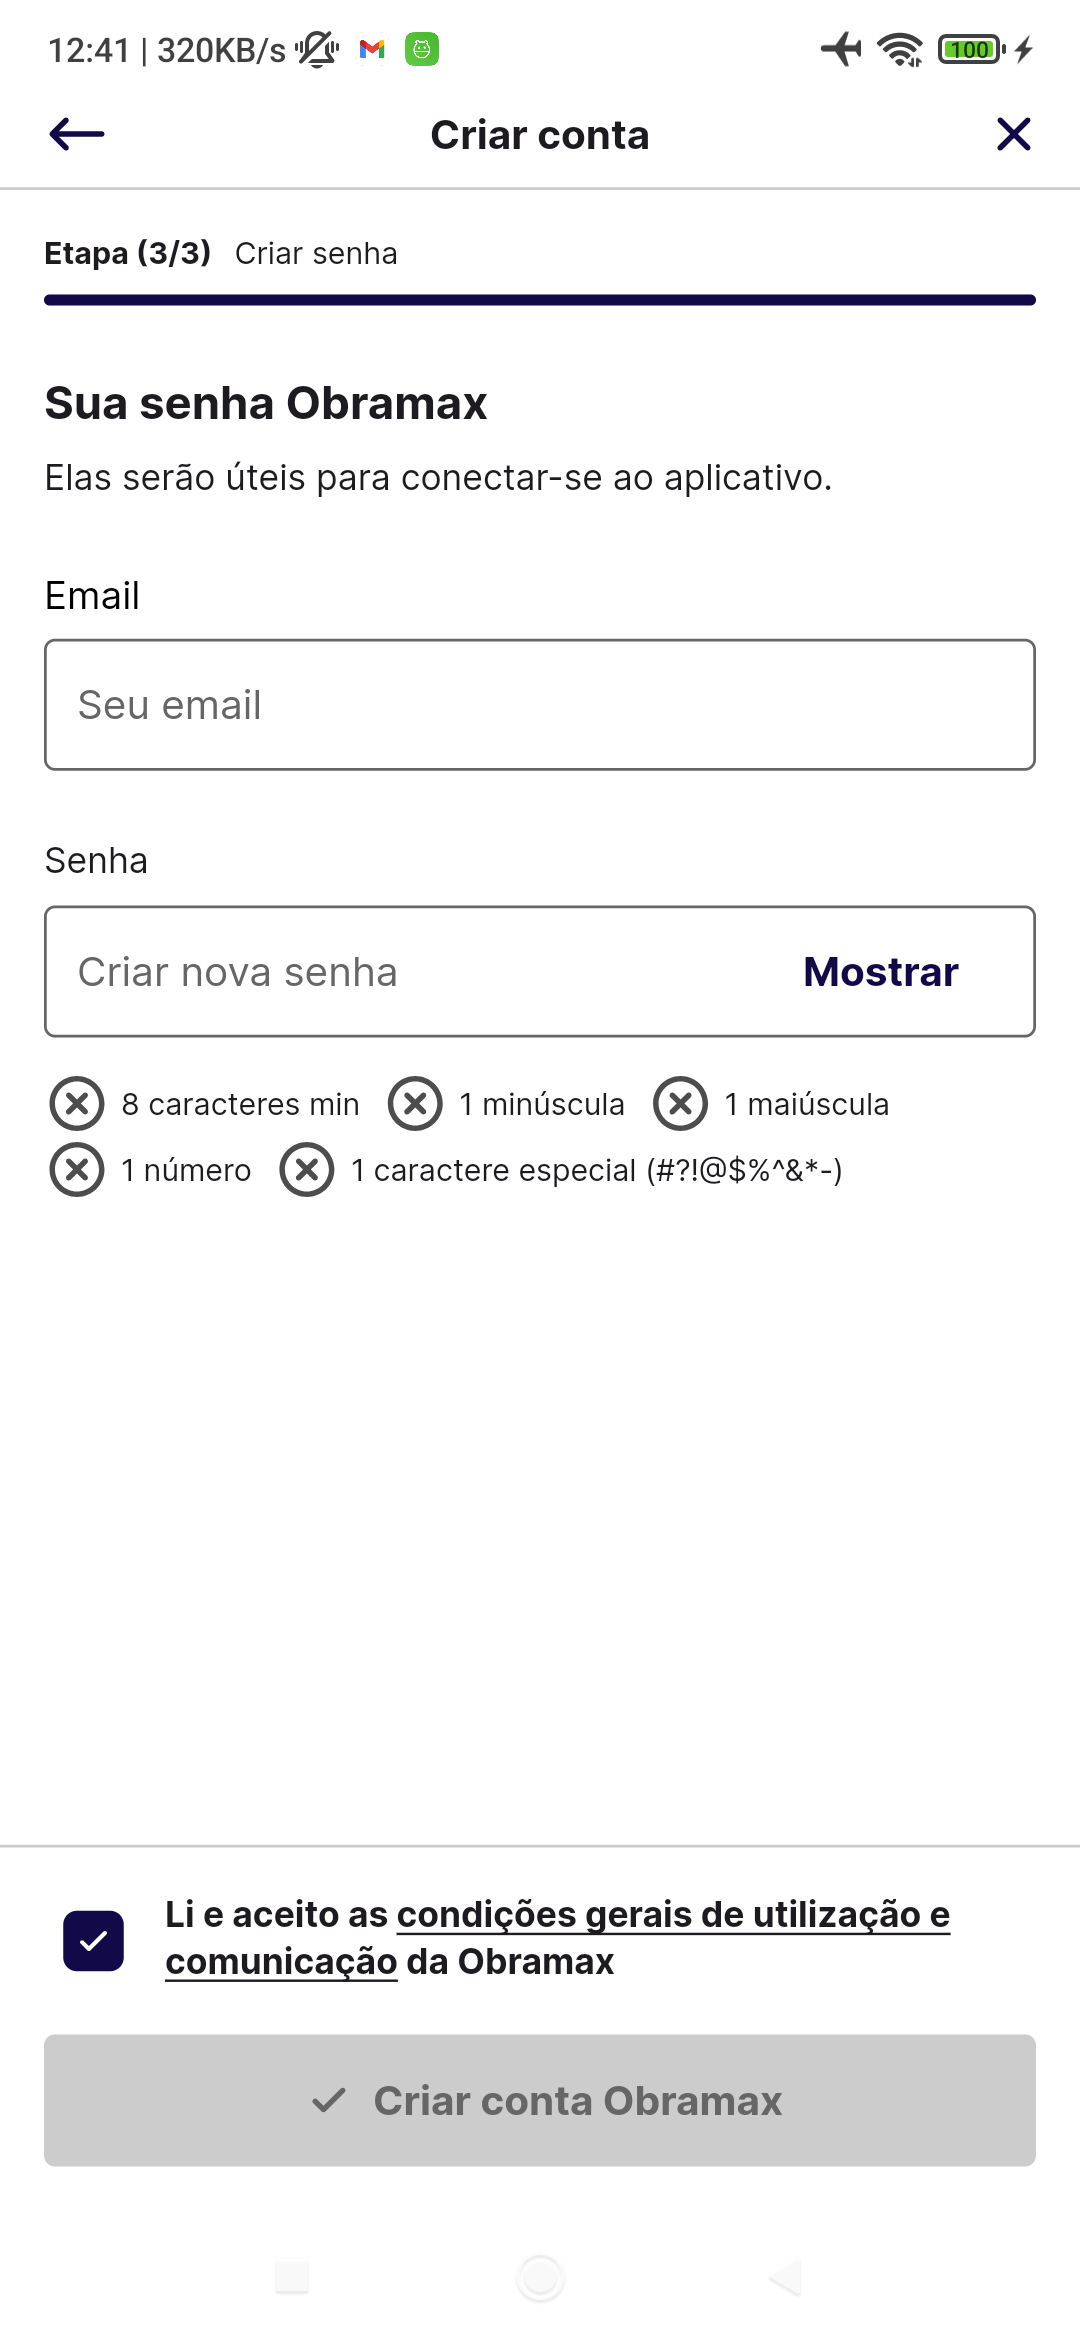 12:41 | 320KB/s
100
Criar conta
Etapa (3/3) Criar senha
Sua senha Obramax
Elas serão úteis para conectar-se ao aplicativo.
Email
Seu email
Senha
Criar nova senha Mostrar
8 caracteres min 1 minúscula 1 maiúscula
1 número 1 caractere especial (#?!@$%^&*-)
Li e aceito as condições gerais de utilização e
comunicação da Obramax
Criar conta Obramax